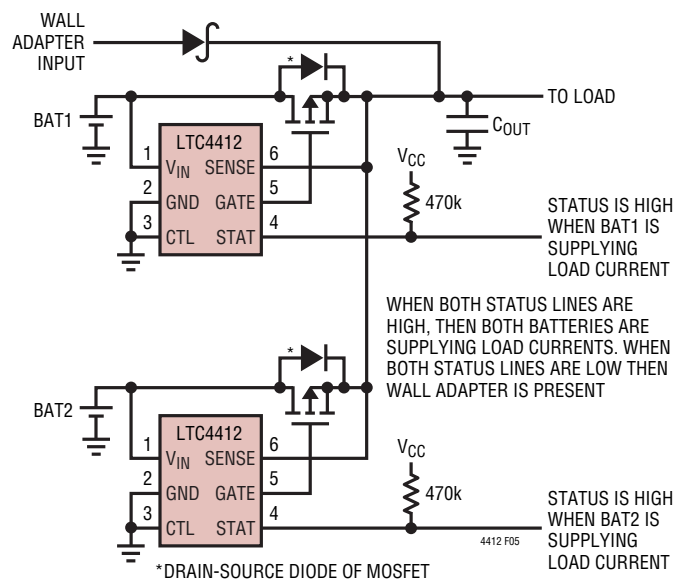 WALL
ADAPTER
INPUT
*
BAT1
TO LOAD
COUT
LTC4412
1
VIN
SENSE
6
2
GND
GATE
5
3
CTL
STAT
4
VCC
470k
STATUS IS HIGH
WHEN BAT1 IS
SUPPLYING
LOAD CURRENT
WHEN BOTH STATUS LINES ARE
HIGH, THEN BOTH BATTERIES ARE
SUPPLYING LOAD CURRENTS. WHEN
BOTH STATUS LINES ARE LOW THEN
WALL ADAPTER IS PRESENT
*
BAT2
LTC4412
1
VIN
SENSE
6
2
GND
GATE
5
3
CTL
STAT
4
VCC
470k
4412 F05
STATUS IS HIGH
WHEN BAT2 IS
SUPPLYING
LOAD CURRENT
*DRAIN-SOURCE DIODE OF MOSFET